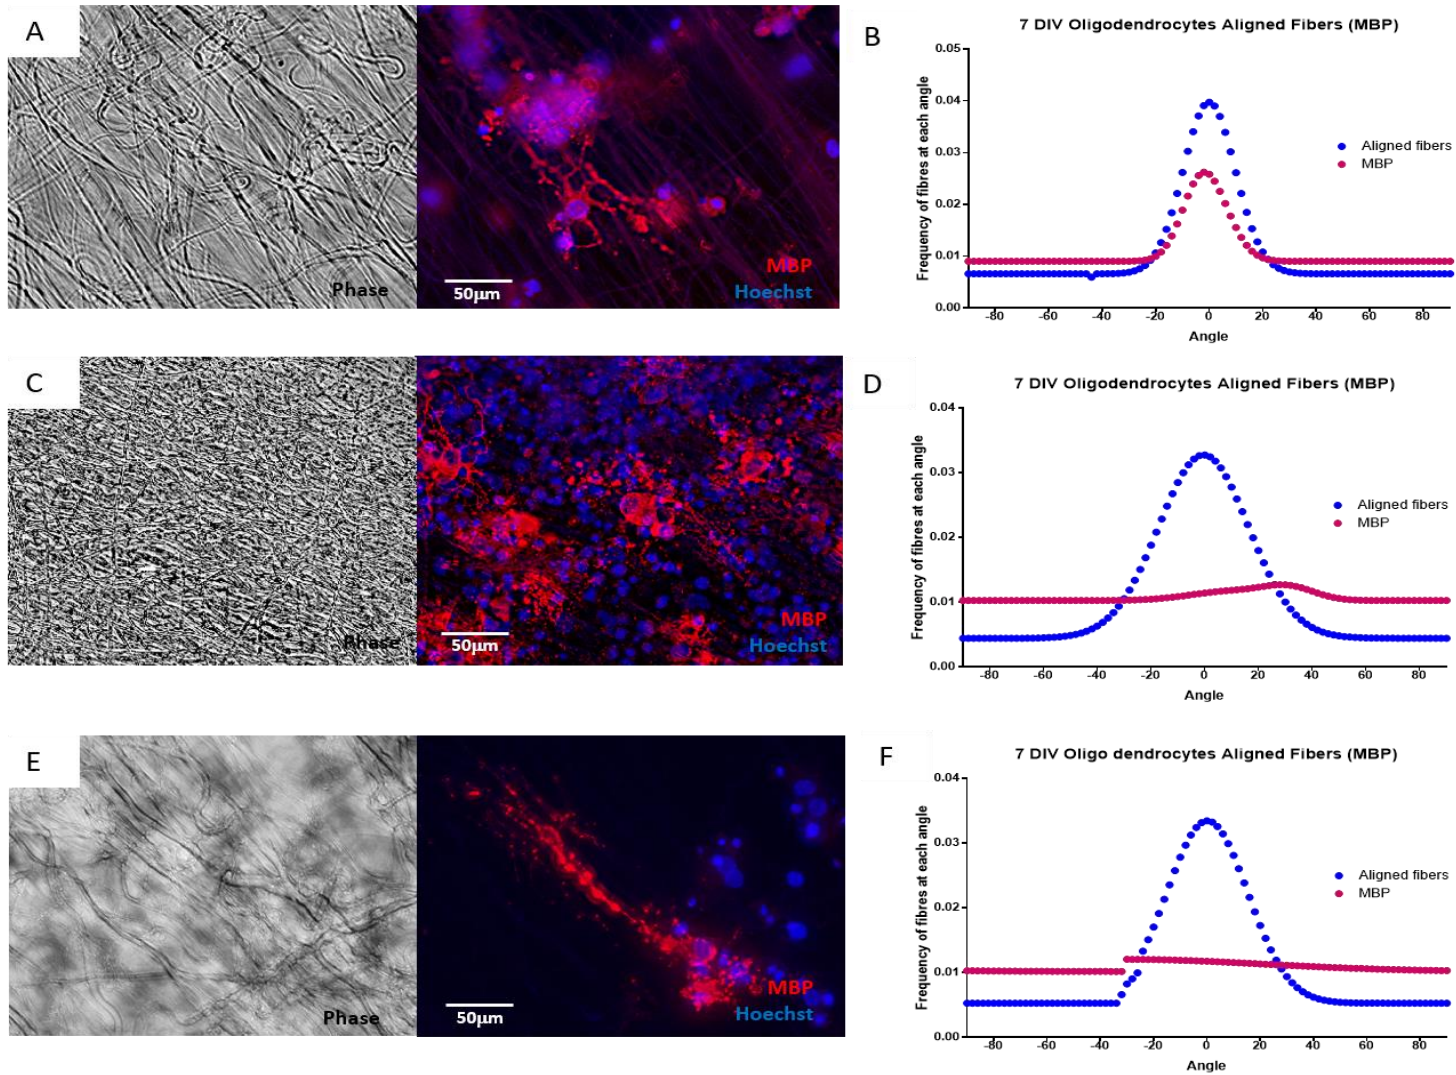 A
Phase
50µm
MBP
Hoechst
B
7 DIV Oligodendrocytes Aligned Fibers (MBP)
Frequency of fibres at each angle
0.05
0.04
0.03
0.02
0.01
0.00
-80 -60 -40 -20 0 20 40 60 80
Angle
Aligned fibers
MBP
C
Phase
50µm
MBP
Hoechst
D
7 DIV Oligodendrocytes Aligned Fibers (MBP)
Frequency of fibres at each angle
0.04
0.03
0.02
0.01
0.00
-80 -60 -40 -20 0 20 40 60 80
Angle
Aligned fibers
MBP
E
Phase
50µm
MBP
Hoechst
F
7 DIV Oligo dendrocytes Aligned Fibers (MBP)
Frequency of fibres at each angle
0.04
0.03
0.02
0.01
0.00
-80 -60 -40 -20 0 20 40 60 80
Angle
Aligned fibers
MBP